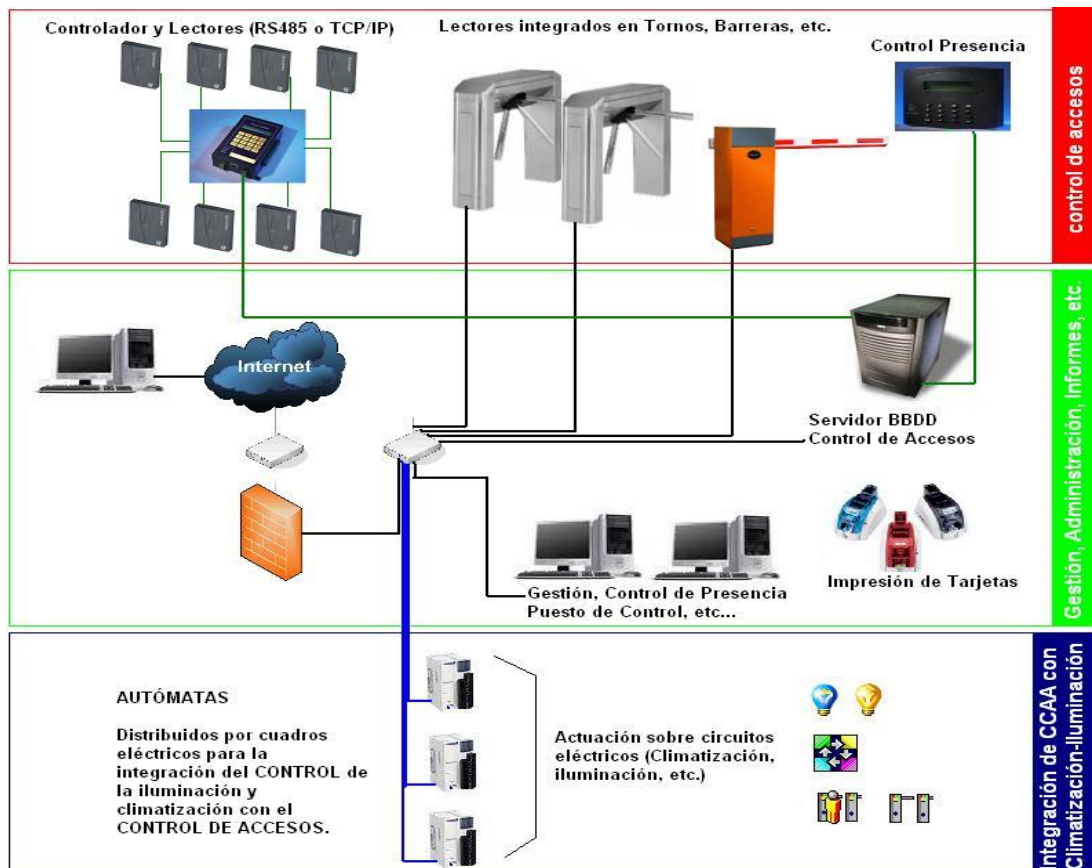 Controlador y Lectores (RS485 o TCP/IP)
Lectores integrados en Tornos, Barreras, etc.
Control Presencia
control de accesos
Internet
Servidor BBDD
Control de Accesos
Gestión, Control de Presencia
Puesto de Control, etc...
Impresión de Tarjetas
Gestión, Administración, Informes, etc.
AUTÓMATAS
Distribuidos por cuadros
eléctricos para la
integración del CONTROL de
la iluminación y
climatización con el
CONTROL DE ACCESOS.
Actuación sobre circuitos
eléctricos (Climatización,
iluminación, etc.)
Integración de CCAA con
Climatización-Iluminación